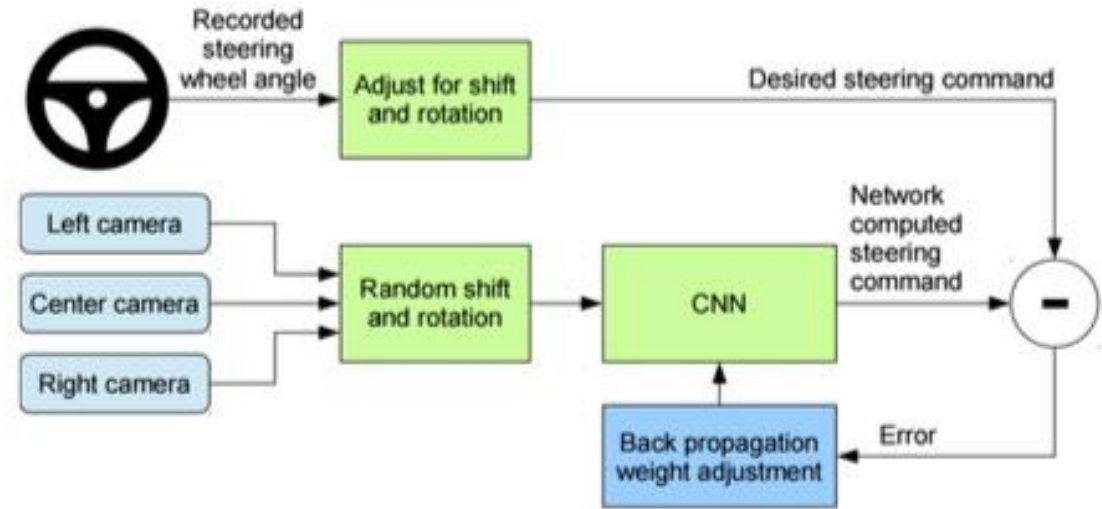 Recorded
steering
wheel angle
Adjust for shift
and rotation
Desired steering command
Left camera
Center camera
Right camera
Random shift
and rotation
CNN
Network
computed
steering
command
-
Back propagation
weight adjustment
Error